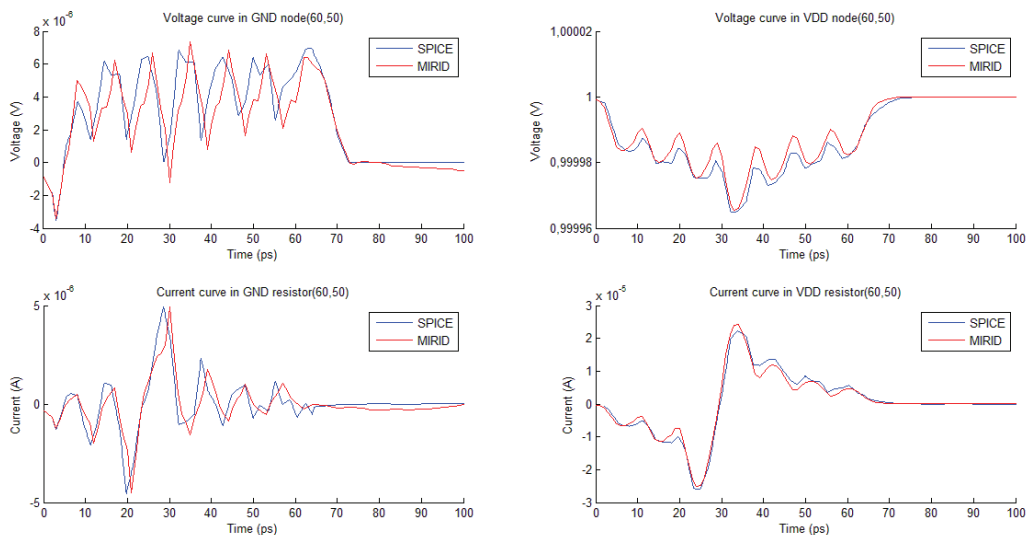 Voltage curve in GND node(60,50)
x 10-6
Voltage (V)
8
6
4
2
0
-2
-4
0 10 20 30 40 50 60 70 80 90 100
Time (ps)
SPICE
MIRID
Voltage curve in VDD node(60,50)
Voltage (V)
1,00002
1
0,99998
0,99996
0 10 20 30 40 50 60 70 80 90 100
Time (ps)
SPICE
MIRID
Current curve in GND resistor(60,50)
x 10-6
Current (A)
5
0
-5
0 10 20 30 40 50 60 70 80 90 100
Time (ps)
SPICE
MIRID
Current curve in VDD resistor(60,50)
x 10-5
Current (A)
3
2
1
0
-1
-2
-3
0 10 20 30 40 50 60 70 80 90 100
Time (ps)
SPICE
MIRID